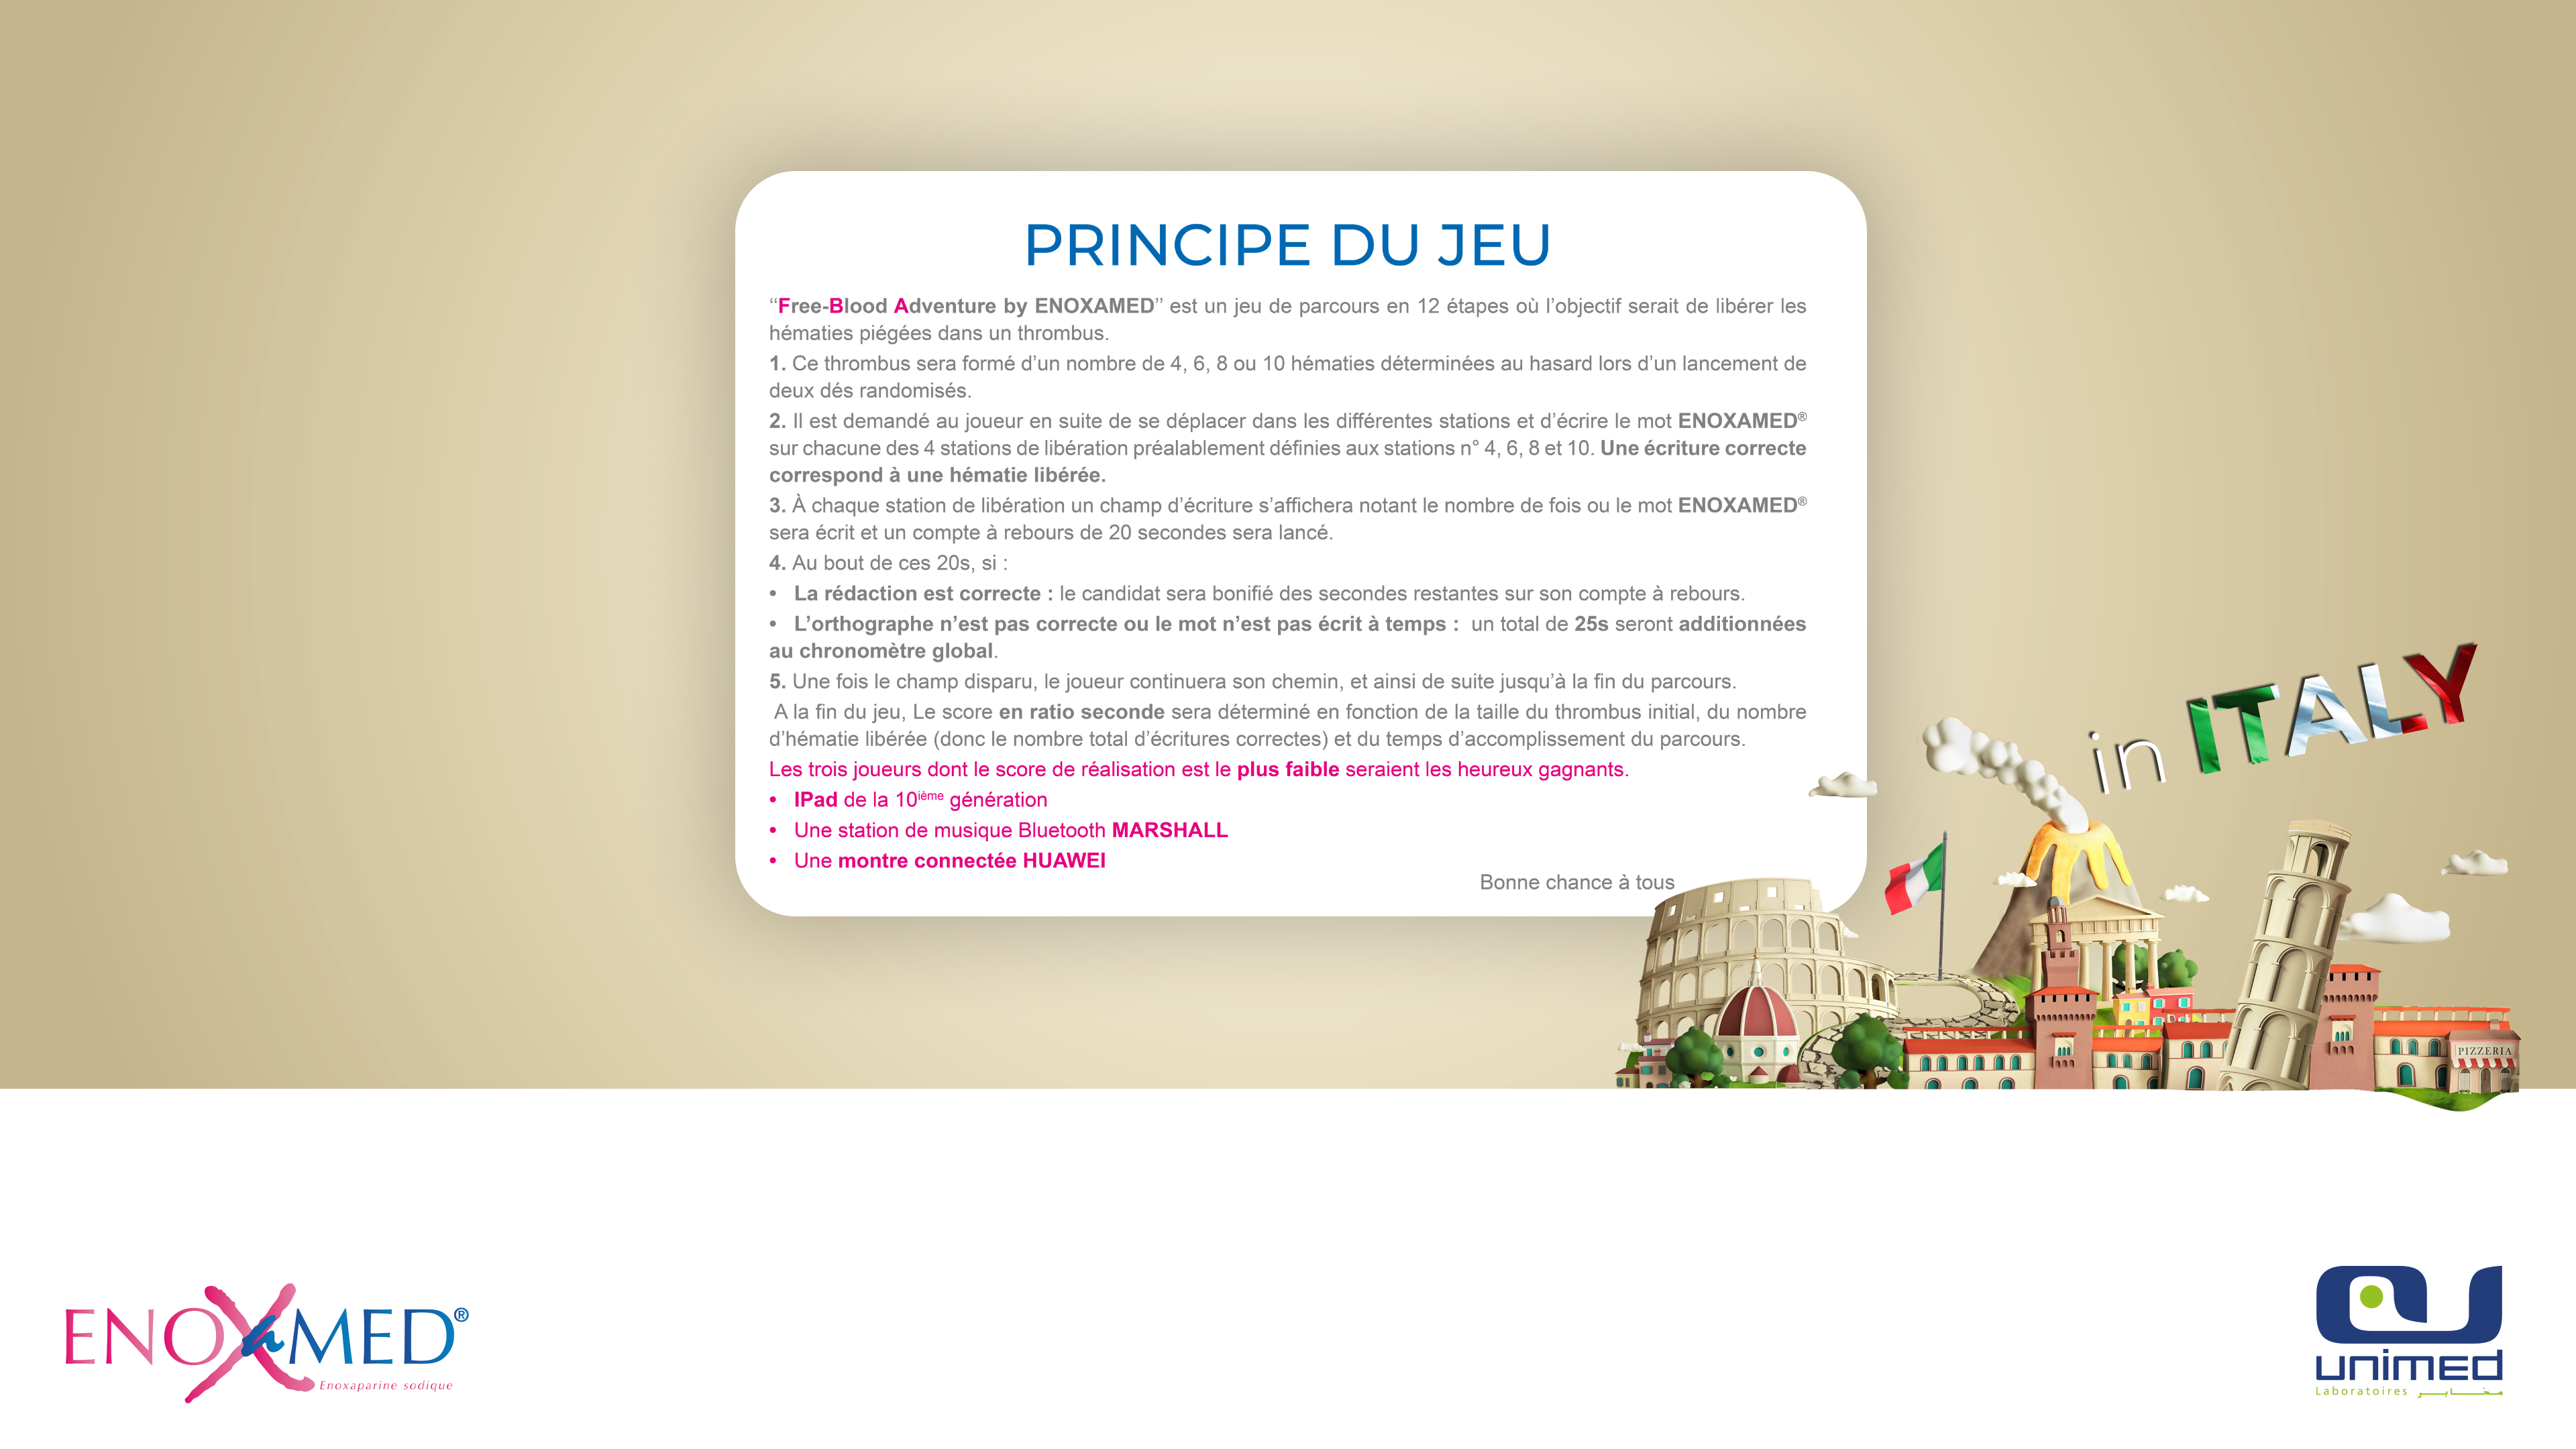 PRINCIPE DU JEU
“Free-Blood Adventure by ENOXAMED” est un jeu de parcours en 12 étapes où l’objectif serait de libérer les
hématies piégées dans un thrombus.
1. Ce thrombus sera formé d’un nombre de 4, 6, 8 ou 10 hématies déterminées au hasard lors d’un lancement de
deux dés randomisés.
2. Il est demandé au joueur en suite de se déplacer dans les différentes stations et d’écrire le mot ENOXAMED®
sur chacune des 4 stations de libération préalablement définies aux stations n° 4, 6, 8 et 10. Une écriture correcte
correspond à une hématie libérée.
3. À chaque station de libération un champ d’écriture s’affichera notant le nombre de fois ou le mot ENOXAMED®
sera écrit et un compte à rebours de 20 secondes sera lancé.
4. Au bout de ces 20s, si :
• La rédaction est correcte : le candidat sera bonifié des secondes restantes sur son compte à rebours.
• L’orthographe n’est pas correcte ou le mot n’est pas écrit à temps : un total de 25s seront additionnées
au chronomètre global.
5. Une fois le champ disparu, le joueur continuera son chemin, et ainsi de suite jusqu’à la fin du parcours.
A la fin du jeu, Le score en ratio seconde sera déterminé en fonction de la taille du thrombus initial, du nombre
d’hématie libérée (donc le nombre total d’écritures correctes) et du temps d’accomplissement du parcours.
Les trois joueurs dont le score de réalisation est le plus faible seraient les heureux gagnants.
• IPad de la 10ième génération
• Une station de musique Bluetooth MARSHALL
• Une montre connectée HUAWEI
Bonne chance à tous
in ITALY
PIZZERIA
ENOXAMED®
Enoxaparine sodique
unimed
Laboratoires مخابر